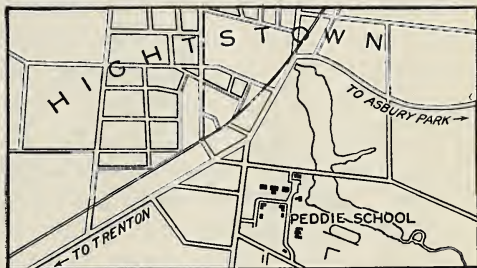 HIGHTSTOWN
TO ASBURY PARK →
PEDDIE SCHOOL
← TO TRENTON